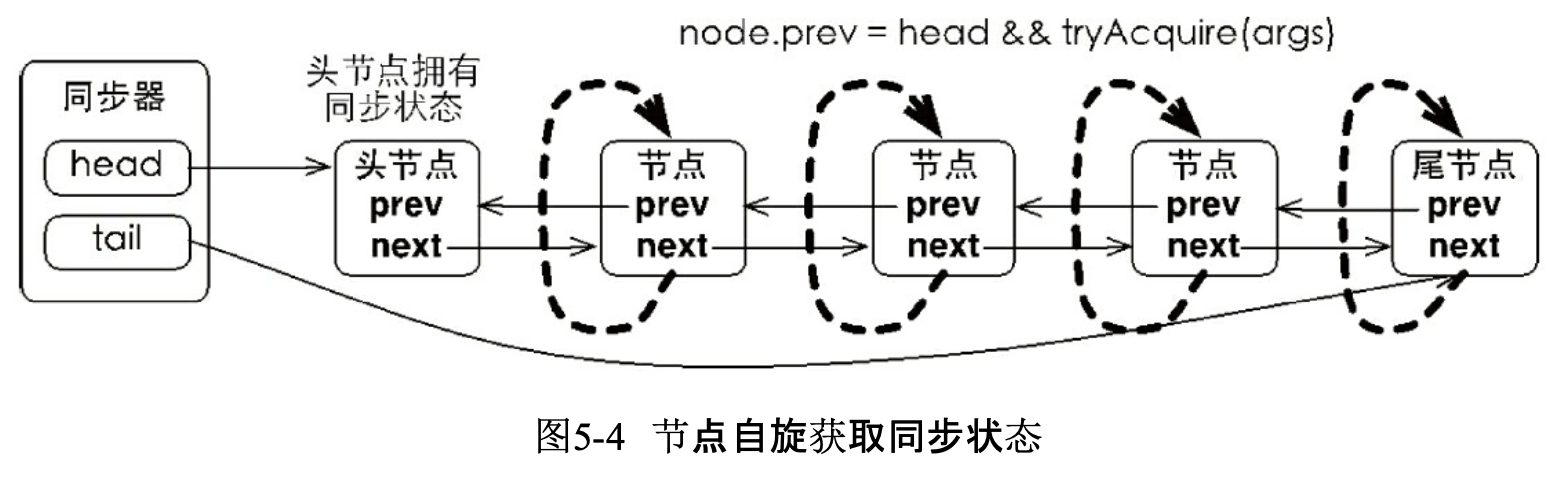 node.prev = head && tryAcquire(args)
同步器
head
tail
头节点拥有
同步状态
头节点
prev
next
节点
prev
next
节点
prev
next
节点
prev
next
尾节点
prev
next
图5-4 节点自旋获取同步状态